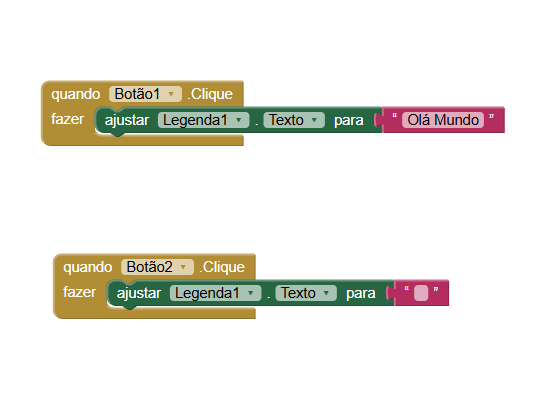 quando Botão1 .Clique
fazer ajustar Legenda1 . Texto para “ Olá Mundo ”
quando Botão2 .Clique
fazer ajustar Legenda1 . Texto para “ ”